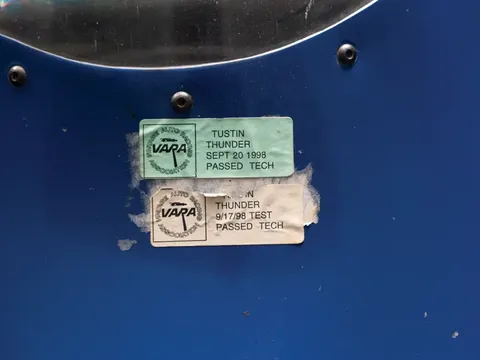 VARA
TUSTIN
THUNDER
SEPT 20 1998
PASSED TECH
VARA
THUNDER
9/17/98 TEST
PASSED TECH